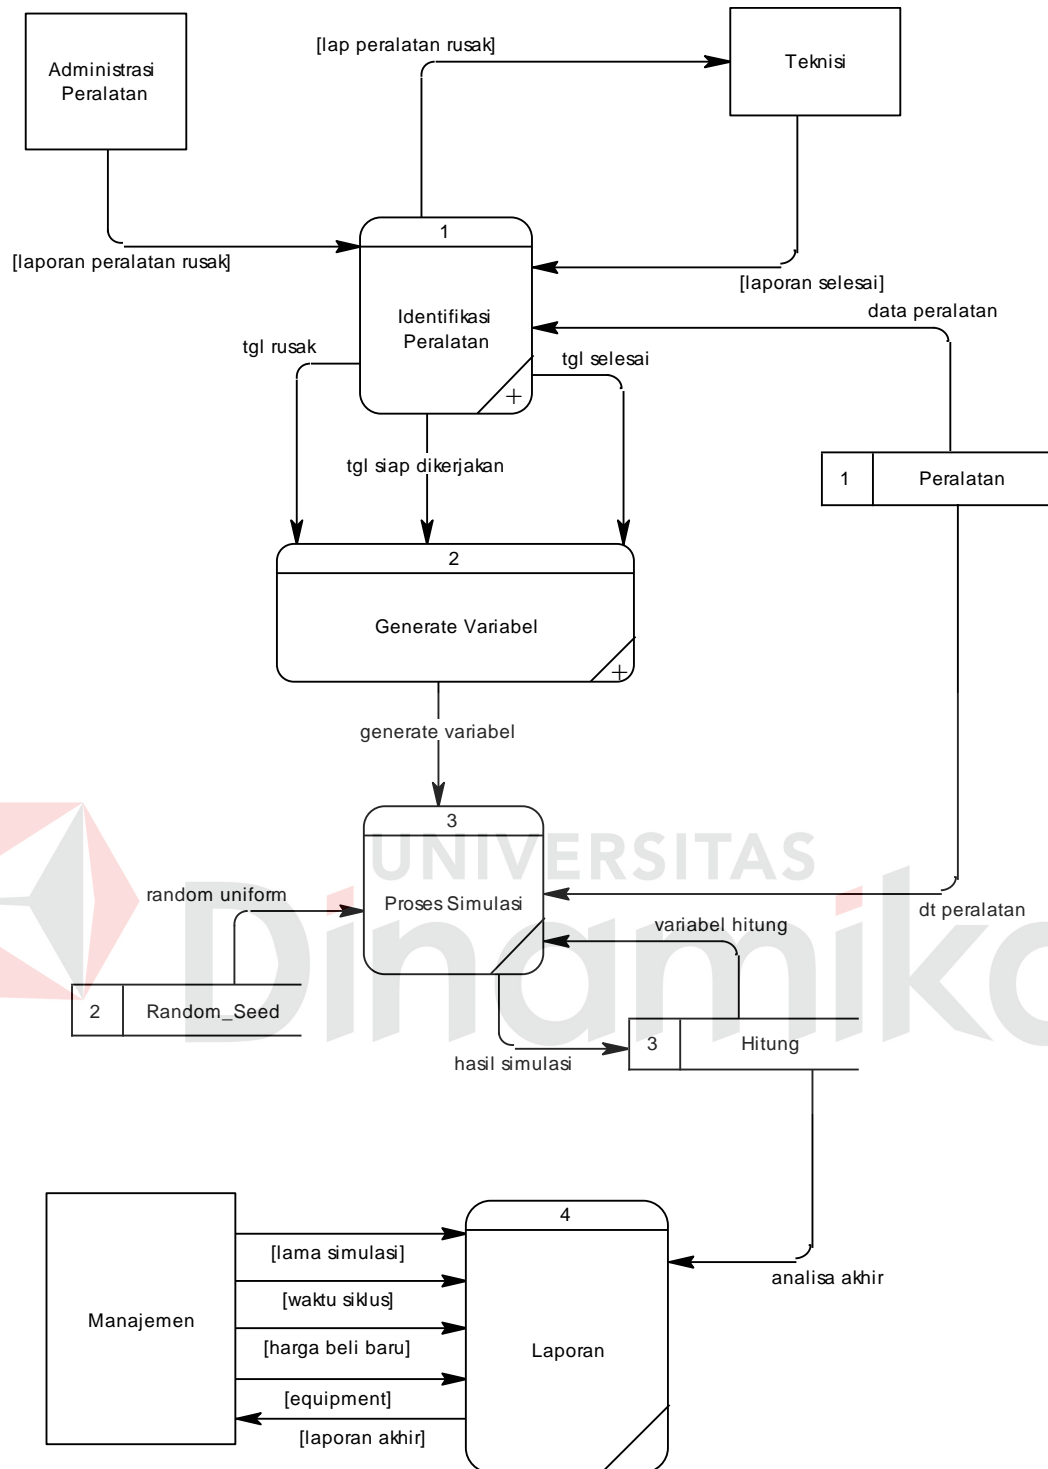 [lap peralatan rusak]
Administrasi
Peralatan
Teknisi
1
[laporan peralatan rusak]
[laporan selesai]
data peralatan
Identifikasi
Peralatan
tgl rusak
tgl selesai
+
tgl siap dikerjakan
1
Peralatan
2
Generate Variabel
+
generate variabel
3
UNIVERSITAS
Dinamika
random uniform
Proses Simulasi
dt peralatan
variabel hitung
2
Random_Seed
3
Hitung
hasil simulasi
4
[lama simulasi]
analisa akhir
[waktu siklus]
Manajemen
[harga beli baru]
Laporan
[equipment]
[laporan akhir]